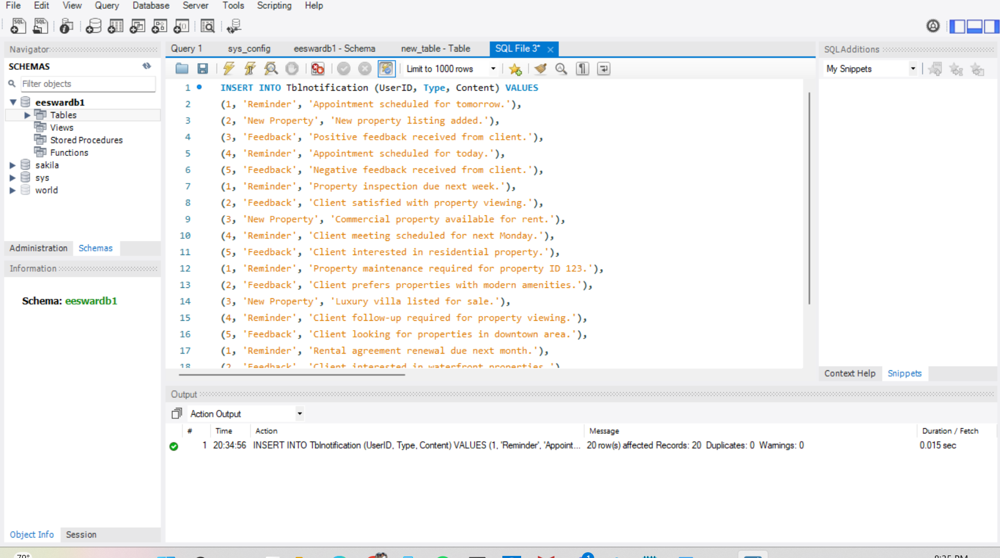 File Edit View Query Database Server Tools Scripting Help
Navigator
SCHEMAS
Filter objects
eeswardb1
Tables
Views
Stored Procedures
Functions
sakila
sys
world
Administration Schemas
Information
Schema: eeswardb1
Object Info Session
Query 1 sys_config eeswardb1 - Schema new_table - Table SQL File 3*
Limit to 1000 rows
1 INSERT INTO Tblnotification (UserID, Type, Content) VALUES
2 (1, 'Reminder', 'Appointment scheduled for tomorrow.'),
3 (2, 'New Property', 'New property listing added.'),
4 (3, 'Feedback', 'Positive feedback received from client.'),
5 (4, 'Reminder', 'Appointment scheduled for today.'),
6 (5, 'Feedback', 'Negative feedback received from client.'),
7 (1, 'Reminder', 'Property inspection due next week.'),
8 (2, 'Feedback', 'Client satisfied with property viewing.'),
9 (3, 'New Property', 'Commercial property available for rent.'),
10 (4, 'Reminder', 'Client meeting scheduled for next Monday.'),
11 (5, 'Feedback', 'Client interested in residential property.'),
12 (1, 'Reminder', 'Property maintenance required for property ID 123.'),
13 (2, 'Feedback', 'Client prefers properties with modern amenities.'),
14 (3, 'New Property', 'Luxury villa listed for sale.'),
15 (4, 'Reminder', 'Client follow-up required for property viewing.'),
16 (5, 'Feedback', 'Client looking for properties in downtown area.'),
17 (1, 'Reminder', 'Rental agreement renewal due next month.'),
18 (2, 'Feedback', 'Client interested in waterfront properties.')
SQLAdditions
My Snippets
Context Help Snippets
Output
Action Output
# Time Action Message Duration / Fetch
1 20:34:56 INSERT INTO Tblnotification (UserID, Type, Content) VALUES (1, 'Reminder', 'Appoint... 20 row(s) affected Records: 20 Duplicates: 0 Warnings: 0 0.015 sec
8:35 PM